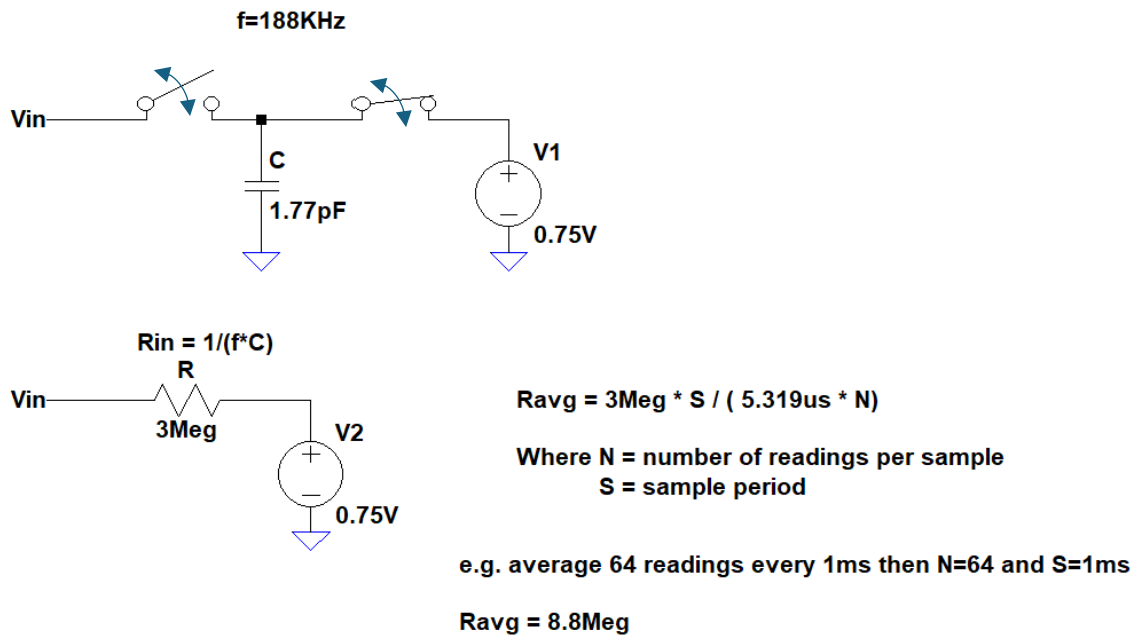 f=188KHz
Vin
C
1.77pF
V1
0.75V
Rin = 1/(f*C)
R
Vin
3Meg
V2
0.75V
Ravg = 3Meg * S / ( 5.319us * N)
Where N = number of readings per sample
S = sample period
e.g. average 64 readings every 1ms then N=64 and S=1ms
Ravg = 8.8Meg